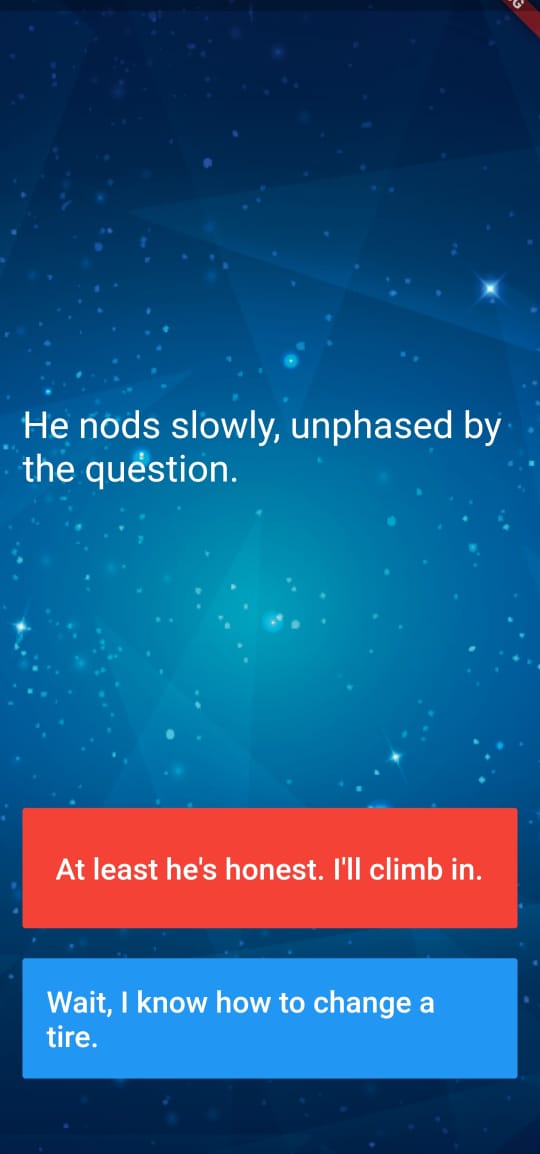 He nods slowly, unphased by
the question.
At least he's honest. I'll climb in.
Wait, I know how to change a
tire.